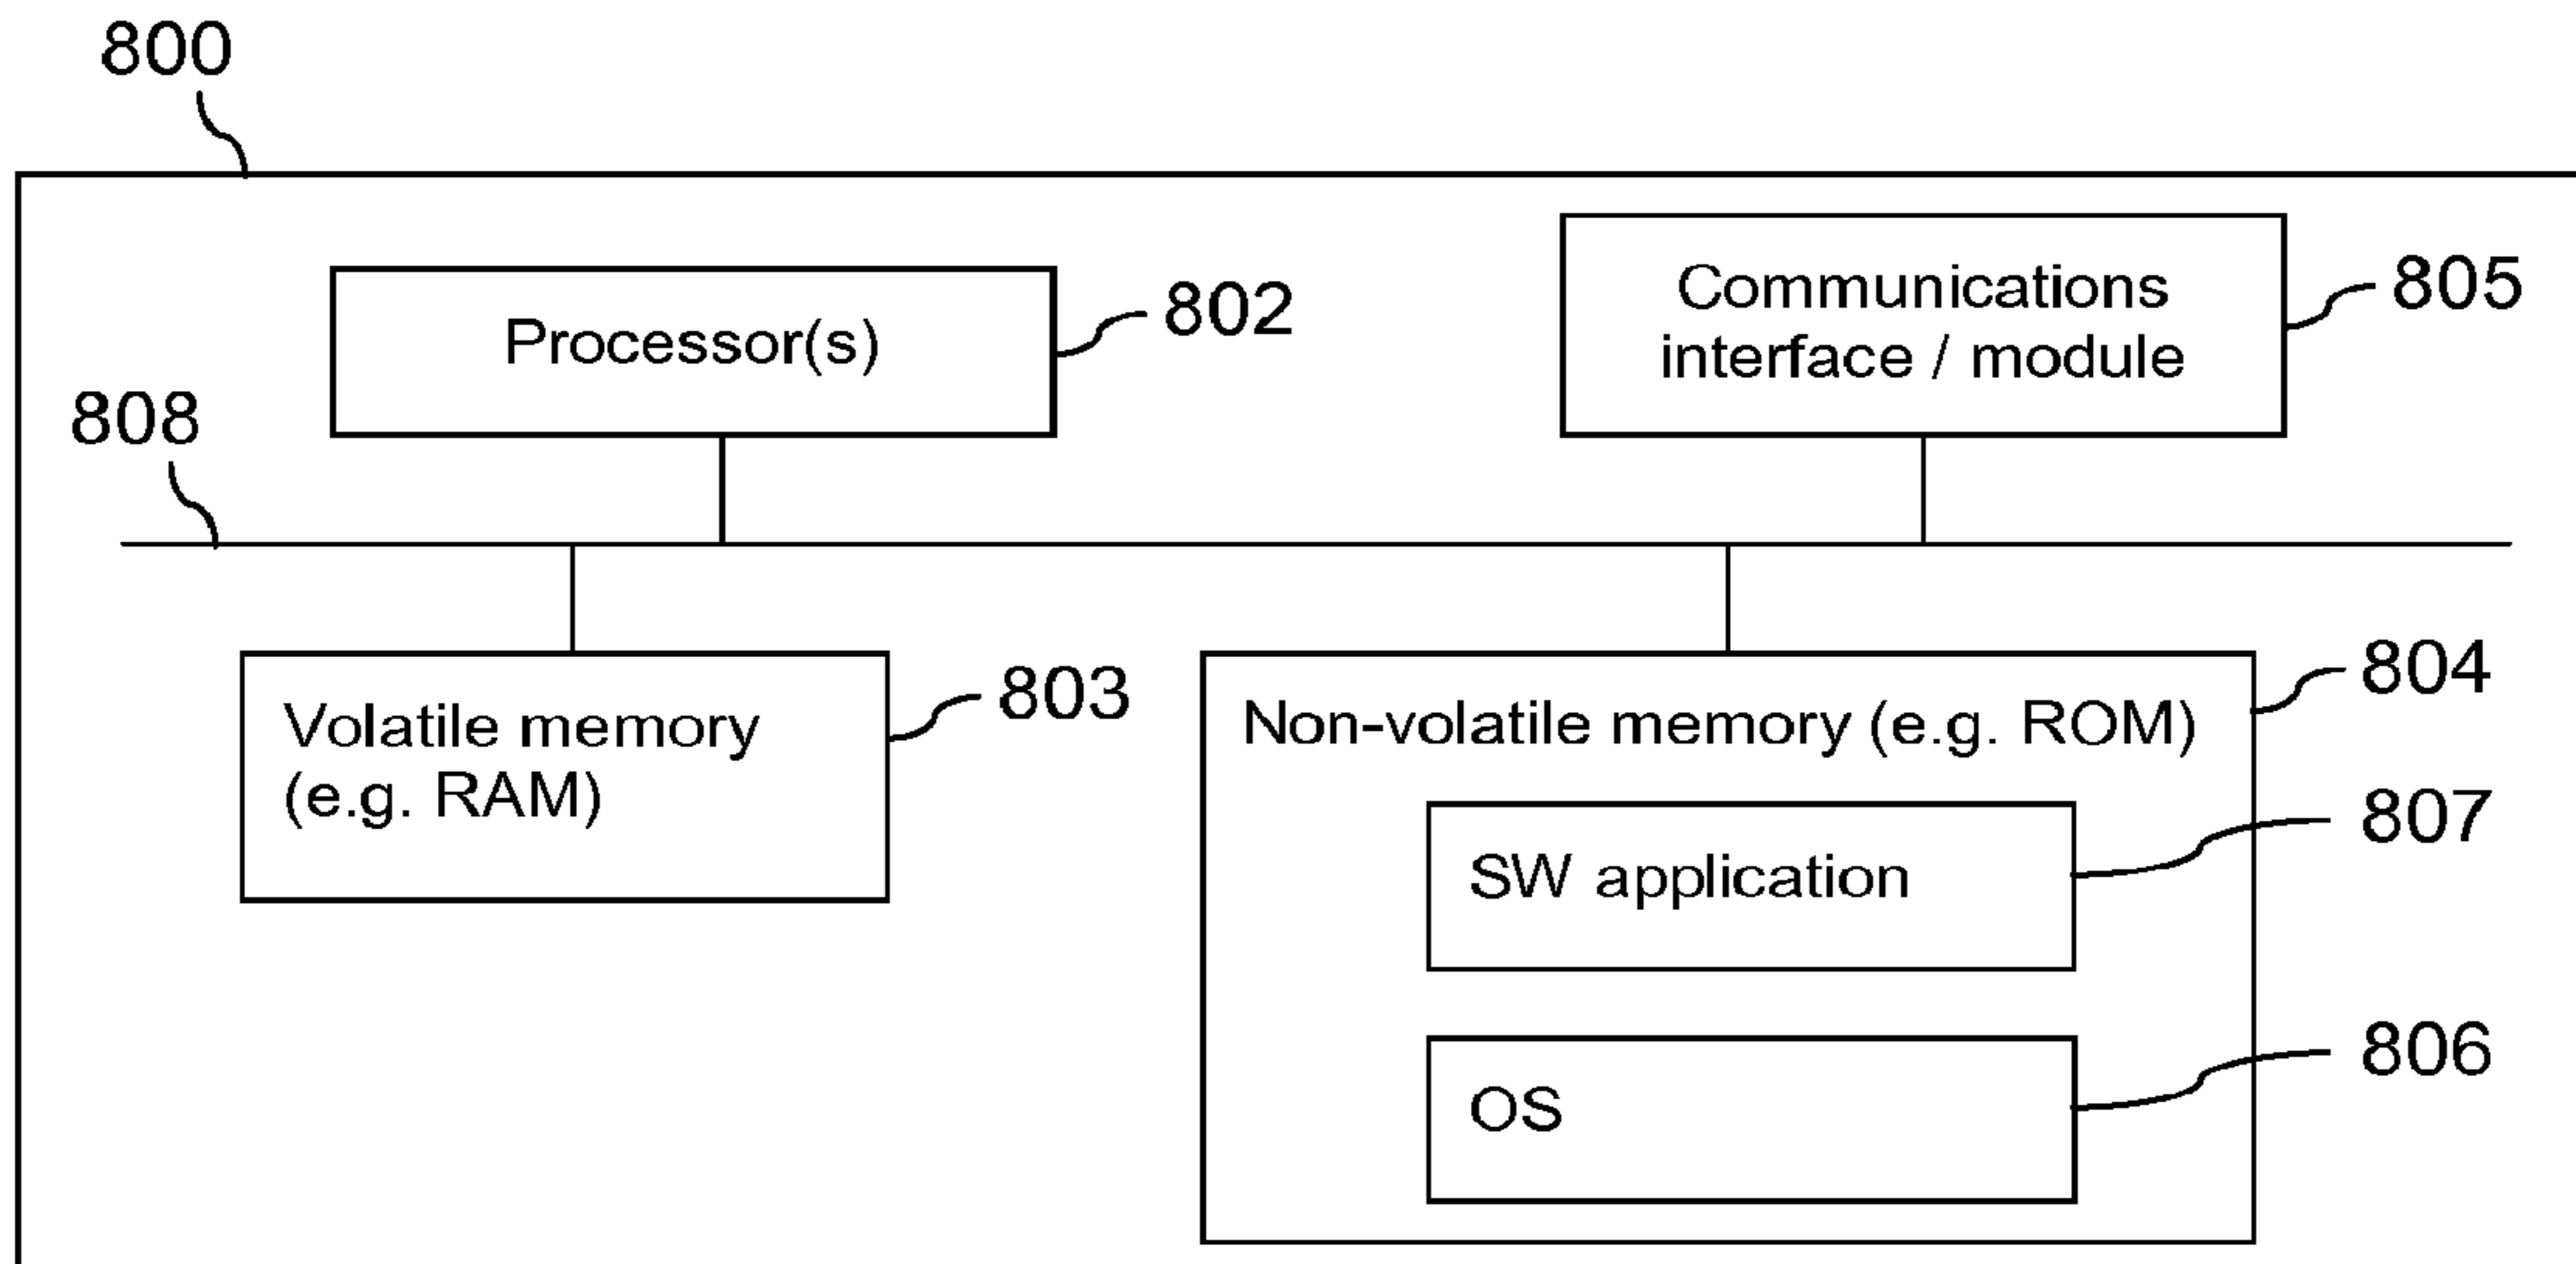 800
Processor(s)
802
Communications
interface / module
805
808
Volatile memory
(e.g. RAM)
803
Non-volatile memory (e.g. ROM)
804
SW application
807
OS
806